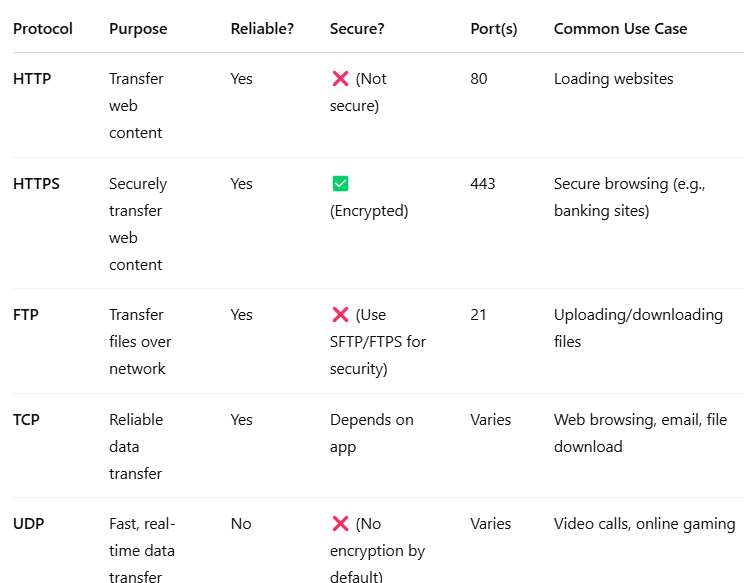 Protocol Purpose Reliable? Secure? Port(s) Common Use Case
HTTP Transfer Yes ❌ (Not 80 Loading websites
web secure)
content
HTTPS Securely Yes ✅ 443 Secure browsing (e.g.,
transfer (Encrypted) banking sites)
web
content
FTP Transfer Yes ❌ (Use 21 Uploading/downloading
files over SFTP/FTPS for files
network security)
TCP Reliable Yes Depends on Varies Web browsing, email, file
data app download
transfer
UDP Fast, real- No ❌ (No Varies Video calls, online gaming
time data encryption by
transfer default)